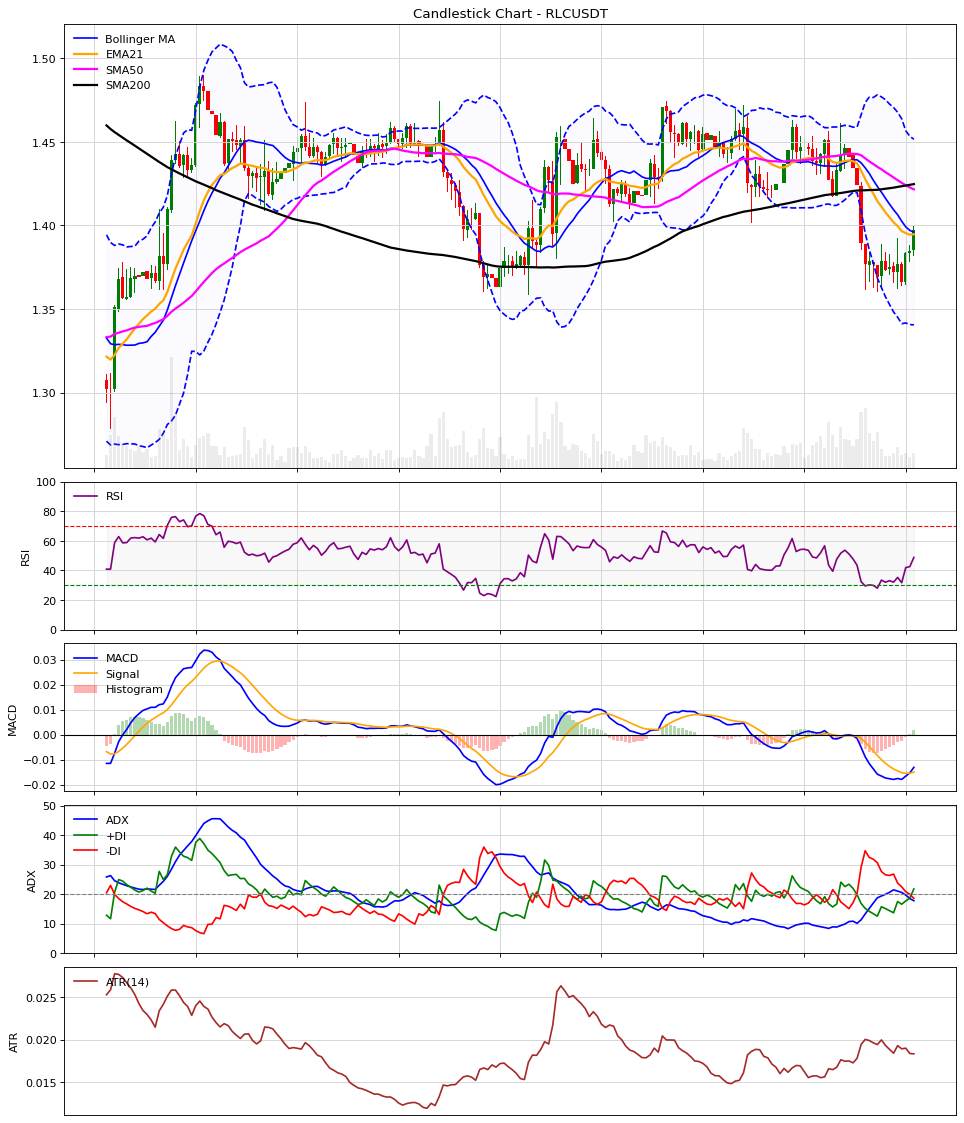 Candlestick Chart - RLCUSDT
Bollinger MA
EMA21
SMA50
SMA200
1.50
1.45
1.40
1.35
1.30
RSI
100
80
60
40
20
0
RSI
MACD
Signal
Histogram
0.03
0.02
0.01
0.00
−0.01
−0.02
MACD
ADX
+DI
-DI
50
40
30
20
10
0
ADX
ATR(14)
0.025
0.020
0.015
ATR